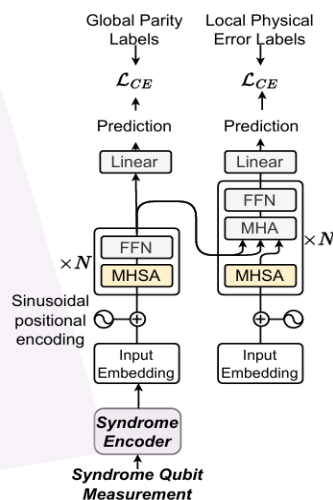 Global Parity
Labels
Local Physical
Error Labels
𝓛CE
𝓛CE
Prediction
Prediction
Linear
Linear
FFN
MHA
×N
FFN
×N
MHSA
MHSA
Sinusoidal
positional
encoding
Input
Embedding
Input
Embedding
Syndrome
Encoder
Syndrome Qubit
Measurement